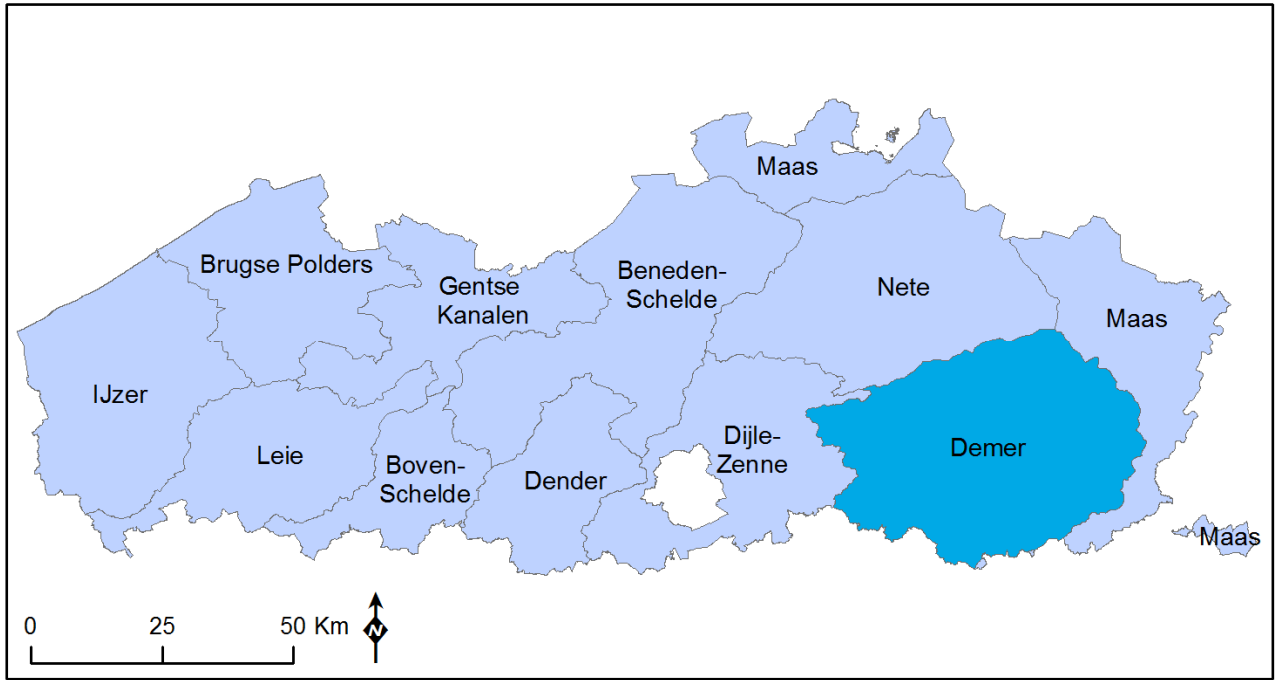 Maas
Brugse Polders
Gentse
Kanalen
Beneden-
Schelde
Nete
Maas
IJzer
Leie
Boven-
Schelde
Dender
Dijle-
Zenne
Demer
Maas
0 25 50 Km
N